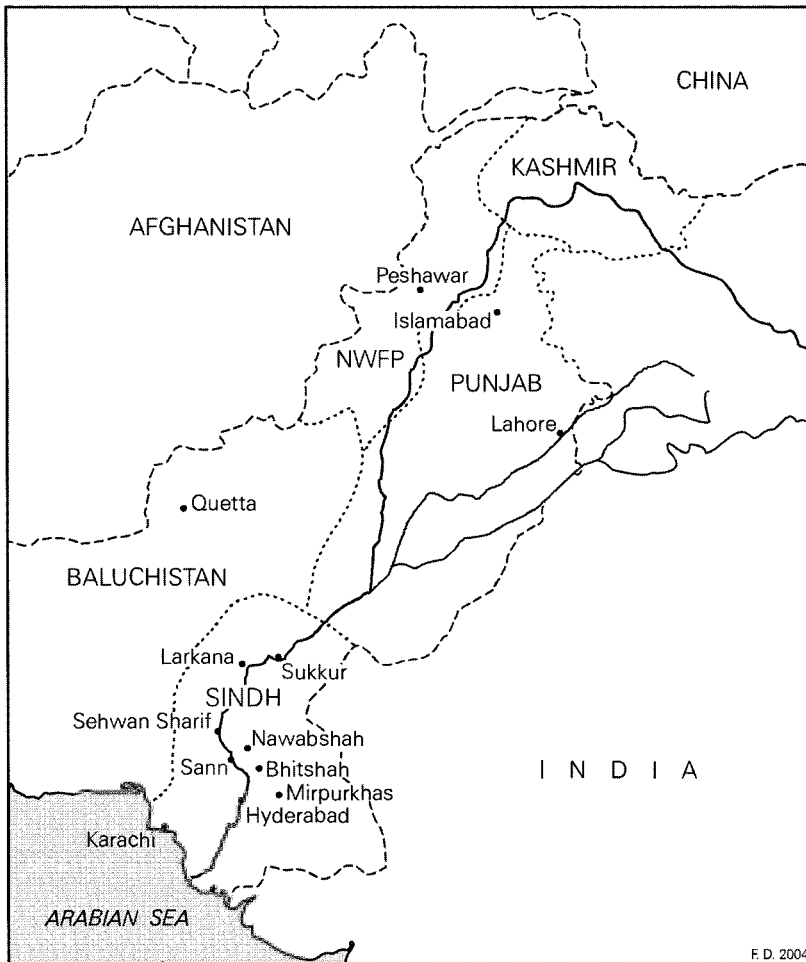 CHINA
KASHMIR
AFGHANISTAN
Peshawar
Islamabad
NWFP
PUNJAB
Lahore
Quetta
BALUCHISTAN
Larkana
Sukkur
SINDH
Sehwan Sharif
Nawabshah
Sann
Bhitshah
INDIA
Mirpurkhas
Hyderabad
Karachi
ARABIAN SEA
F. D. 2004